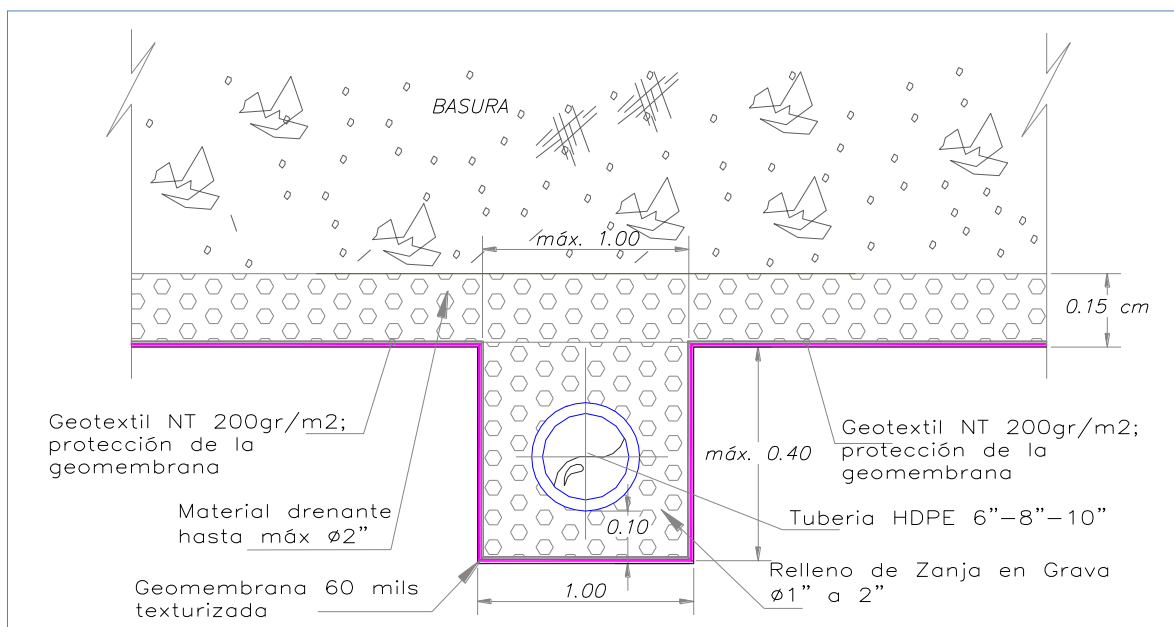 BASURA
máx. 1.00
0.15 cm
Geotextil NT 200gr/m2;
protección de la
geomembrana
Geotextil NT 200gr/m2;
protección de la
geomembrana
máx. 0.40
Material drenante
hasta máx ø2”
0.10
Tuberia HDPE 6”–8”–10”
Geomembrana 60 mils
texturizada
1.00
Relleno de Zanja en Grava
ø1” a 2”